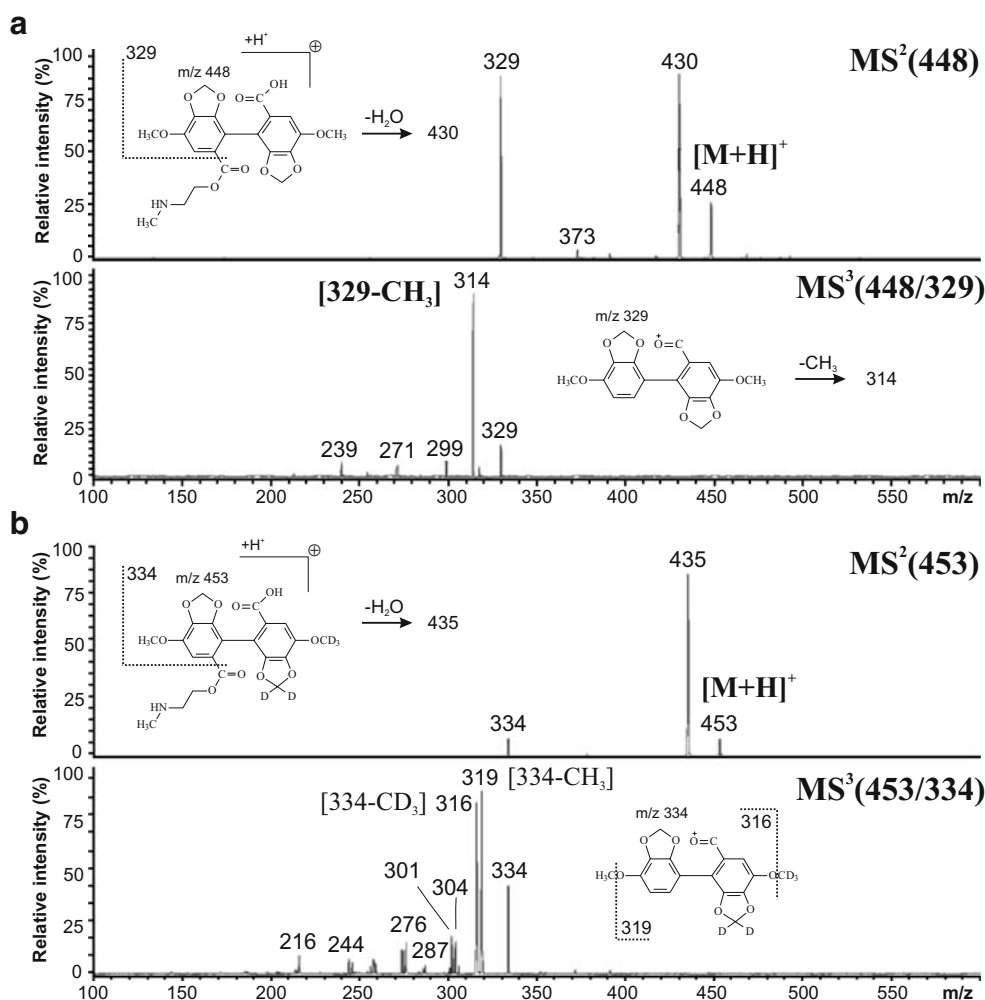 a
MS²(448)
Relative intensity (%)
100
75
50
25
0
329
m/z 448
+H⁺
⊕
O
O
O
C
OH
H₃CO
OCH₃
O
O
C
O
O
HN
H₃C
-H₂O
430
329
430
[M+H]⁺
448
373
MS³(448/329)
Relative intensity (%)
100
75
50
25
0
[329-CH₃]
314
m/z 329
O
O
O
+
C
H₃CO
OCH₃
O
O
-CH₃
314
239
271
299
329
100 150 200 250 300 350 400 450 500 550 m/z
b
MS²(453)
Relative intensity (%)
100
75
50
25
0
334
m/z 453
+H⁺
⊕
O
O
O
C
OH
H₃CO
OCD₃
O
O
D D
C
O
O
HN
H₃C
-H₂O
435
435
[M+H]⁺
453
334
MS³(453/334)
Relative intensity (%)
100
75
50
25
0
[334-CD₃]
316
319 [334-CH₃]
m/z 334
316
O
O
O
+
C
H₃CO
OCD₃
O
O
D D
319
301
304
334
216
244
276
287
100 150 200 250 300 350 400 450 500 550 m/z